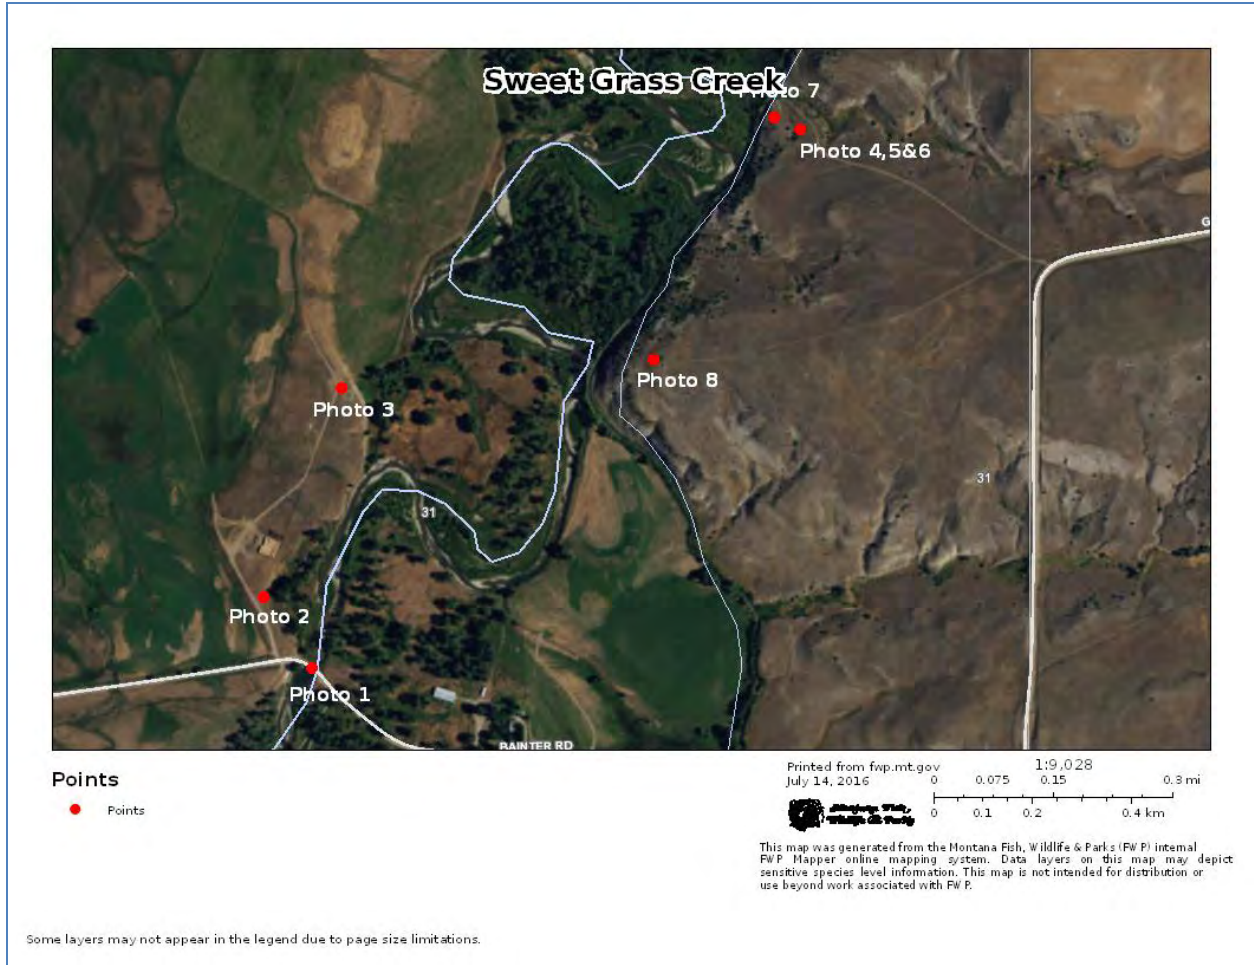 Sweet Grass Creek
Photo 7
Photo 4,5&6
G
Photo 8
Photo 3
31
31
Photo 2
Photo 1
BAINTER RD
Points
Points
Printed from fwp.mt.gov
July 14, 2016
1:9,028
0 0.075 0.15 0.3 mi
0 0.1 0.2 0.4 km
Montana Fish,
Wildlife & Parks
This map was generated from the Montana Fish, Wildlife & Parks (FWP) internal
FWP Mapper online mapping system. Data layers on this map may depict
sensitive species level information. This map is not intended for distribution or
use beyond work associated with FWP.
Some layers may not appear in the legend due to page size limitations.